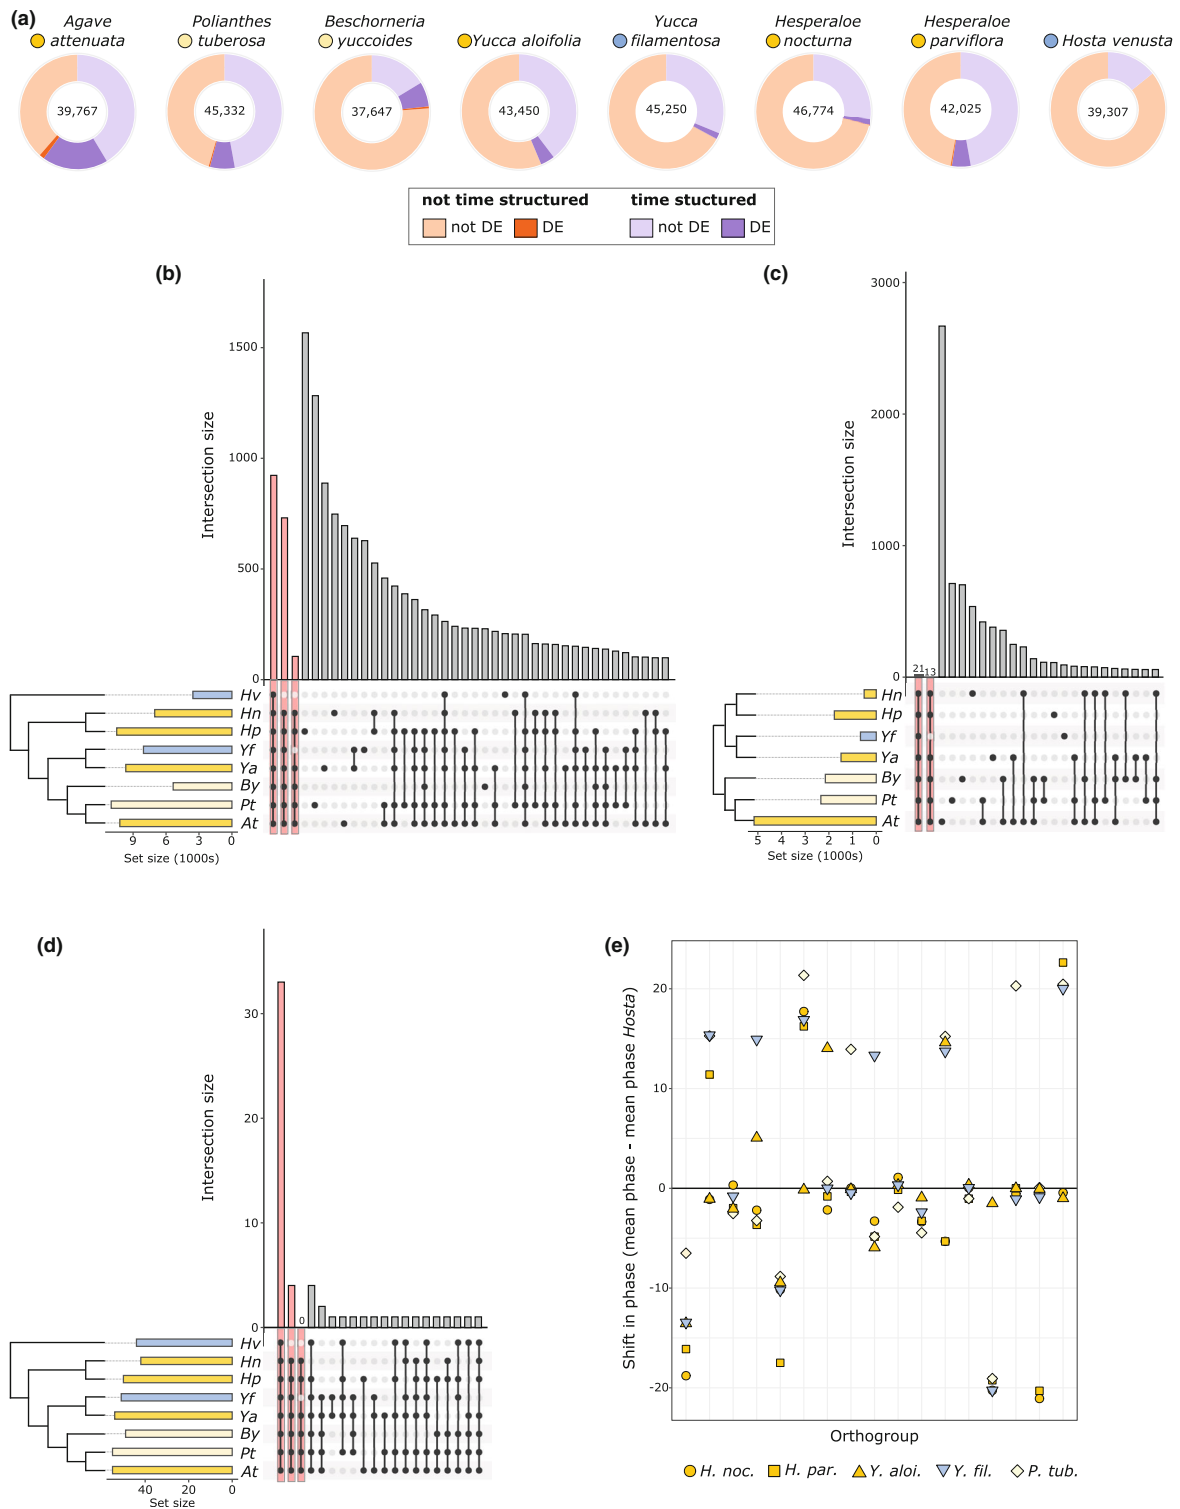 (a)
Agave attenuata
Polianthes tuberosa
Beschorneria yuccoides
Yucca aloifolia
Yucca filamentosa
Hesperaloe nocturna
Hesperaloe parviflora
Hosta venusta
39,767
45,332
37,647
43,450
45,250
46,774
42,025
39,307
not time structured
time stuctured
not DE
DE
not DE
DE
(b)
Intersection size
1500
1000
500
0
Hv
Hn
Hp
Yf
Ya
By
Pt
At
9 6 3 0
Set size (1000s)
(c)
Intersection size
3000
2000
1000
0
21
13
Hn
Hp
Yf
Ya
By
Pt
At
5 4 3 2 1 0
Set size (1000s)
(d)
Intersection size
30
20
10
0
0
Hv
Hn
Hp
Yf
Ya
By
Pt
At
40 20 0
Set size
(e)
Shift in phase (mean phase - mean phase Hosta)
20
10
0
-10
-20
Orthogroup
H. noc.
H. par.
Y. aloi.
Y. fil.
P. tub.